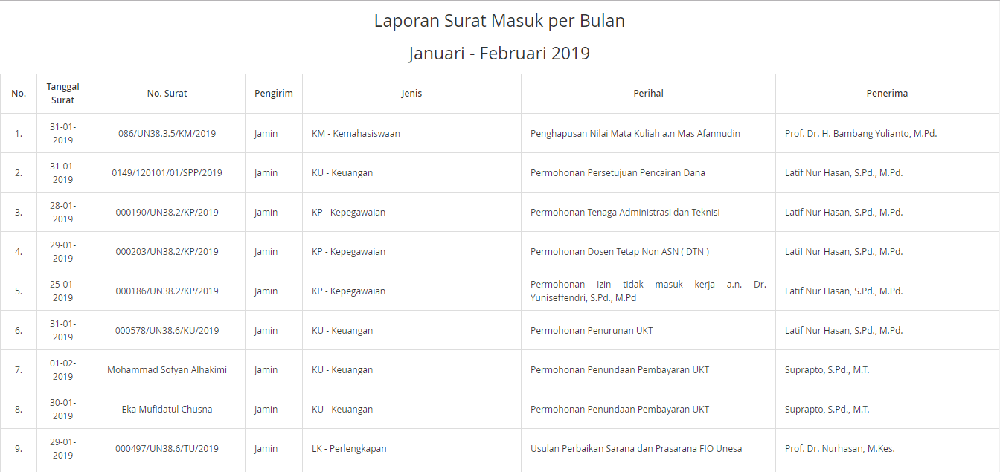 Laporan Surat Masuk per Bulan
Januari - Februari 2019
No. Tanggal Surat No. Surat Pengirim Jenis Perihal Penerima
1. 31-01-2019 086/UN38.3.5/KM/2019 Jamin KM - Kemahasiswaan Penghapusan Nilai Mata Kuliah a.n Mas Afannudin Prof. Dr. H. Bambang Yulianto, M.Pd.
2. 31-01-2019 0149/120101/01/SPP/2019 Jamin KU - Keuangan Permohonan Persetujuan Pencairan Dana Latif Nur Hasan, S.Pd., M.Pd.
3. 28-01-2019 000190/UN38.2/KP/2019 Jamin KP - Kepegawaian Permohonan Tenaga Administrasi dan Teknisi Latif Nur Hasan, S.Pd., M.Pd.
4. 29-01-2019 000203/UN38.2/KP/2019 Jamin KP - Kepegawaian Permohonan Dosen Tetap Non ASN ( DTN ) Latif Nur Hasan, S.Pd., M.Pd.
5. 25-01-2019 000186/UN38.2/KP/2019 Jamin KP - Kepegawaian Permohonan Izin tidak masuk kerja a.n. Dr. Yuniseffendri, S.Pd., M.Pd Latif Nur Hasan, S.Pd., M.Pd.
6. 31-01-2019 000578/UN38.6/KU/2019 Jamin KU - Keuangan Permohonan Penurunan UKT Latif Nur Hasan, S.Pd., M.Pd.
7. 01-02-2019 Mohammad Sofyan Alhakimi Jamin KU - Keuangan Permohonan Penundaan Pembayaran UKT Suprapto, S.Pd., M.T.
8. 30-01-2019 Eka Mufidatul Chusna Jamin KU - Keuangan Permohonan Penundaan Pembayaran UKT Suprapto, S.Pd., M.T.
9. 29-01-2019 000497/UN38.6/TU/2019 Jamin LK - Perlengkapan Usulan Perbaikan Sarana dan Prasarana FIO Unesa Prof. Dr. Nurhasan, M.Kes.